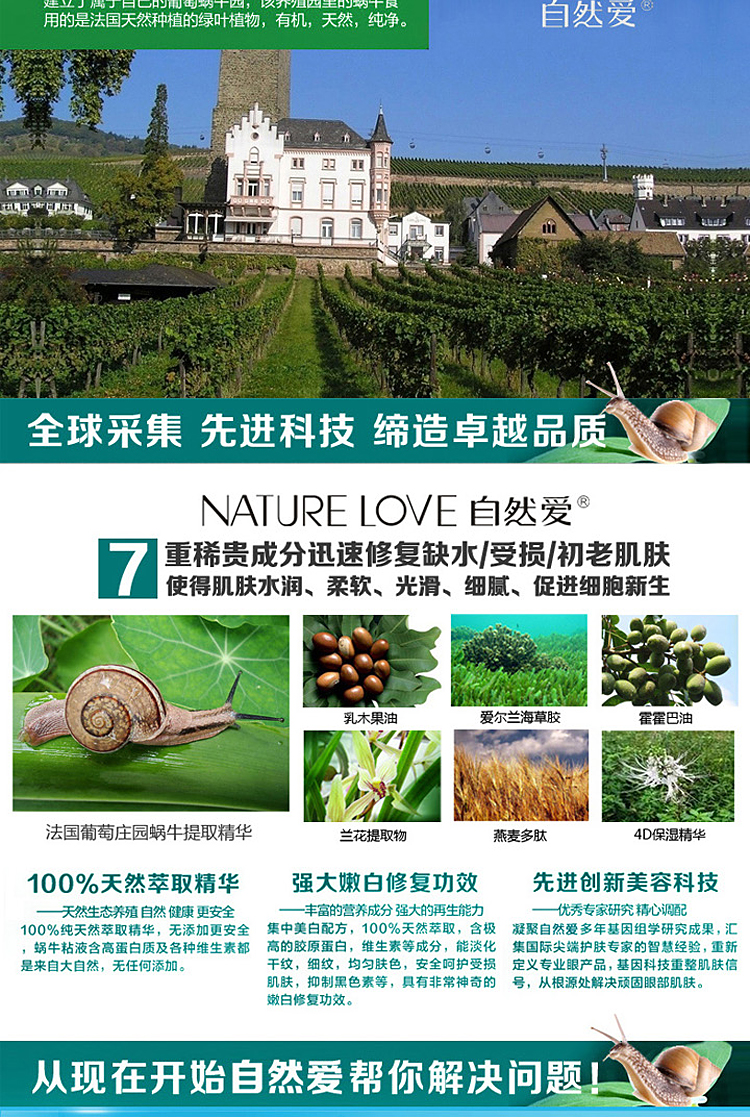 建立了属于自己的葡萄蜗牛园，该养殖园里的蜗牛食
用的是法国天然种植的绿叶植物，有机，天然，纯净。
自然爱®
全球采集 先进科技 缔造卓越品质
NATURE LOVE 自然爱®
7
重稀贵成分迅速修复缺水/受损/初老肌肤
使得肌肤水润、柔软、光滑、细腻、促进细胞新生
乳木果油
爱尔兰海草胶
霍霍巴油
法国葡萄庄园蜗牛提取精华
兰花提取物
燕麦多肽
4D保湿精华
100%天然萃取精华
——天然生态养殖 自然 健康 更安全
100%纯天然萃取精华，无添加更安全
，蜗牛粘液含高蛋白质及各种维生素都
是来自大自然，无任何添加。
强大嫩白修复功效
——丰富的营养成分 强大的再生能力
集中美白配方，100%天然萃取，含极
高的胶原蛋白，维生素等成分，能淡化
干纹，细纹，均匀肤色，安全呵护受损
肌肤，抑制黑色素等，具有非常神奇的
嫩白修复功效。
先进创新美容科技
——优秀专家研究 精心调配
凝聚自然爱多年基因组学研究成果，汇
集国际尖端护肤专家的智慧经验，重新
定义专业眼产品，基因科技重整肌肤信
号，从根源处解决顽固眼部肌肤。
从现在开始自然爱帮你解决问题！